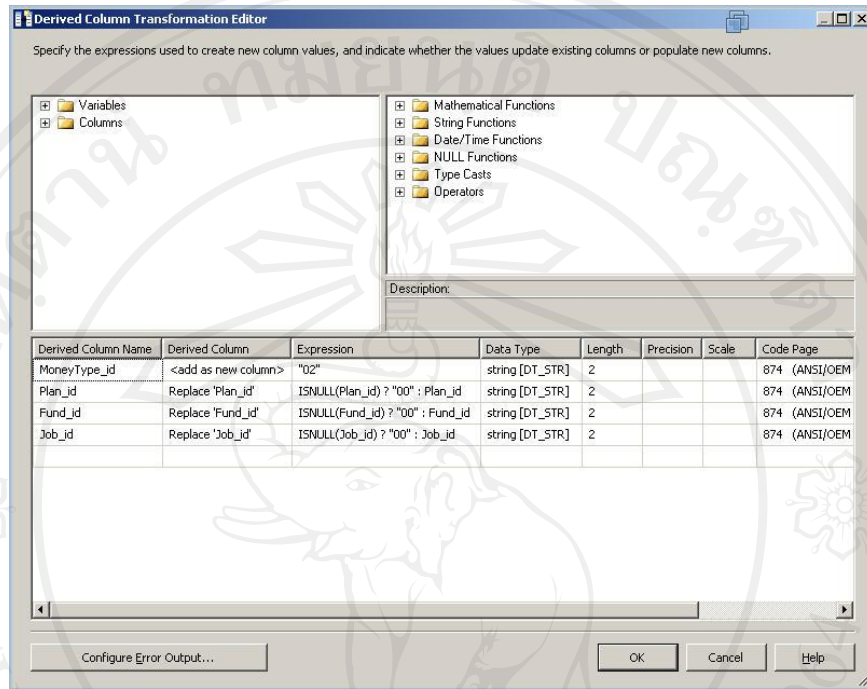 Derived Column Transformation Editor
Specify the expressions used to create new column values, and indicate whether the values update existing columns or populate new columns.
Variables
Columns
Mathematical Functions
String Functions
Date/Time Functions
NULL Functions
Type Casts
Operators
Description:
Derived Column Name Derived Column Expression Data Type Length Precision Scale Code Page
MoneyType_id <add as new column> "02" string [DT_STR] 2 874 (ANSI/OEM
Plan_id Replace 'Plan_id' ISNULL(Plan_id) ? "00" : Plan_id string [DT_STR] 2 874 (ANSI/OEM
Fund_id Replace 'Fund_id' ISNULL(Fund_id) ? "00" : Fund_id string [DT_STR] 2 874 (ANSI/OEM
Job_id Replace 'Job_id' ISNULL(Job_id) ? "00" : Job_id string [DT_STR] 2 874 (ANSI/OEM
Configure Error Output... OK Cancel Help